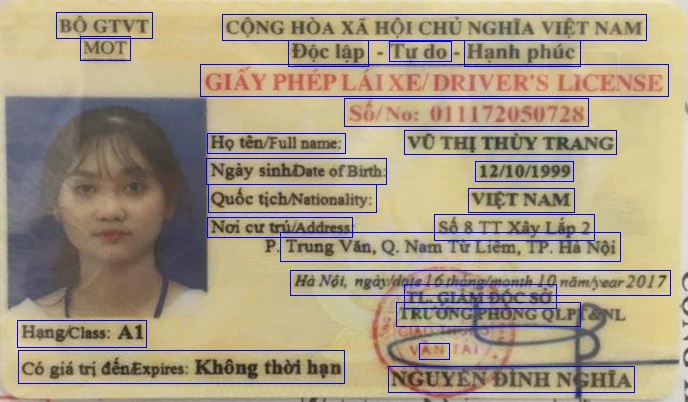 BỘ GTVT
MOT
CỘNG HÒA XÃ HỘI CHỦ NGHĨA VIỆT NAM
Độc lập - Tự do - Hạnh phúc
GIẤY PHÉP LÁI XE/DRIVER'S LICENSE
Số/No: 011172050728
Họ tên/Full name: VŨ THỊ THÙY TRANG
Ngày sinh/Date of Birth: 12/10/1999
Quốc tịch/Nationality: VIỆT NAM
Nơi cư trú/Address: Số 8 TT Xây Lắp 2
P. Trung Văn, Q. Nam Từ Liêm, TP. Hà Nội
Hà Nội, ngày/date 16 tháng/month 10 năm/year 2017
TL. GIÁM ĐỐC SỞ
TRƯỞNG PHÒNG QLPT&NL
Hạng/Class: A1
GIAO THÔNG
VẬN TẢI
Có giá trị đến/Expires: Không thời hạn
NGUYỄN ĐÌNH NGHĨA